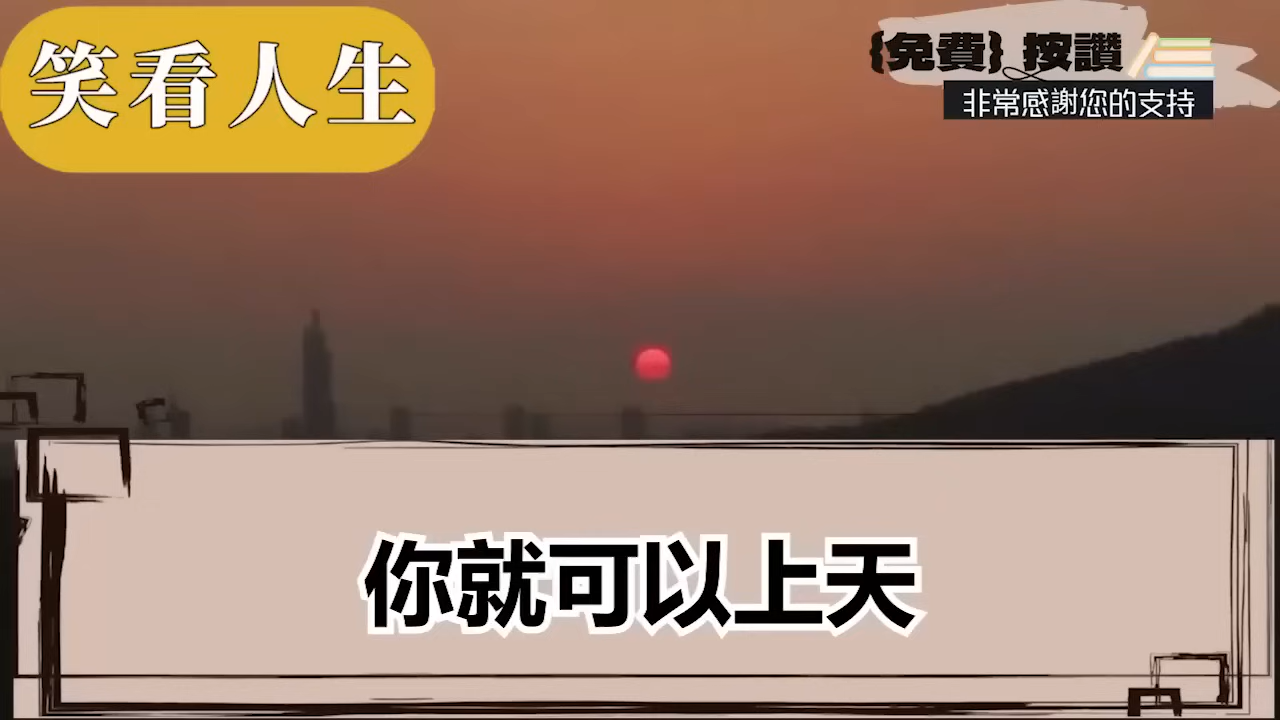 笑看人生
{免費} 按讚
非常感謝您的支持
你就可以上天